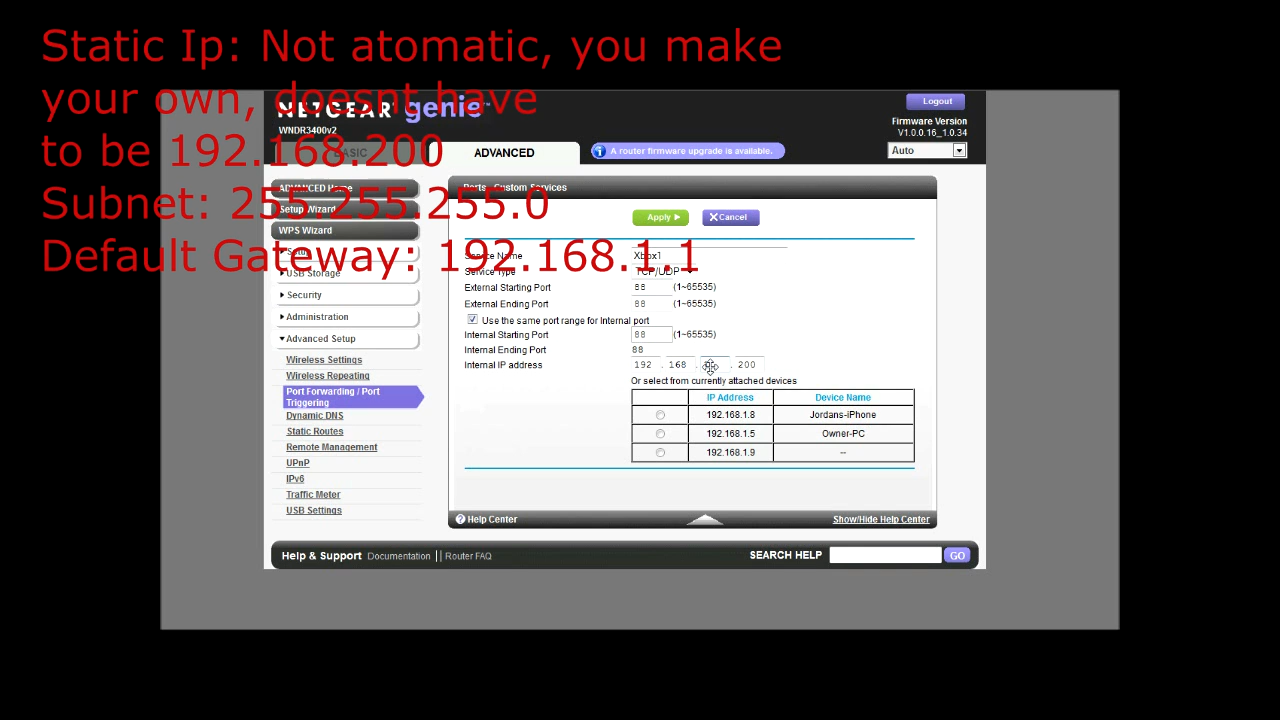 Static Ip: Not atomatic, you make
your own, doesnt have
to be 192.168.200
Subnet: 255.255.255.0
Default Gateway: 192.168.1.1
NETGEAR genie
WNDR3400v2
Logout
Firmware Version
V1.0.0.16_1.0.34
BASIC
ADVANCED
A router firmware upgrade is available.
Auto
ADVANCED Home
Setup Wizard
WPS Wizard
Setup
USB Storage
Security
Administration
Advanced Setup
Wireless Settings
Wireless Repeating
Port Forwarding / Port
Triggering
Dynamic DNS
Static Routes
Remote Management
UPnP
IPv6
Traffic Meter
USB Settings
Ports - Custom Services
Apply
Cancel
Service Name Xbox1
Service Type TCP/UDP
External Starting Port 88 (1~65535)
External Ending Port 88 (1~65535)
Use the same port range for Internal port
Internal Starting Port 88 (1~65535)
Internal Ending Port 88
Internal IP address 192 . 168 . . 200
Or select from currently attached devices
IP Address Device Name
192.168.1.8 Jordans-iPhone
192.168.1.5 Owner-PC
192.168.1.9 --
Help Center Show/Hide Help Center
Help & Support Documentation || Router FAQ SEARCH HELP GO